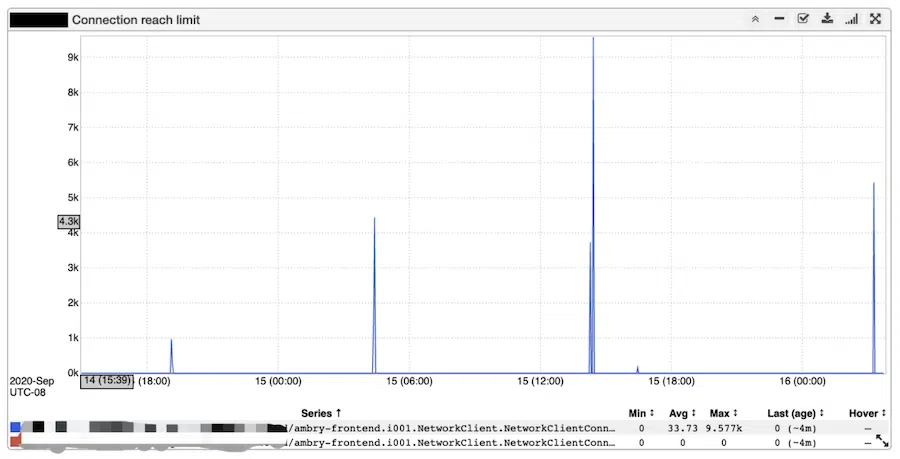 Connection reach limit
9k
8k
7k
6k
5k
4.3k
4k
3k
2k
1k
0k
2020-Sep
UTC-08
14 (15:39) (18:00) 15 (00:00) 15 (06:00) 15 (12:00) 15 (18:00) 16 (00:00)
Series ↑ Min Avg Max Last (age) Hover
/ambry-frontend.i001.NetworkClient.NetworkClientConn… 0 33.73 9.577k 0 (~4m) –
/ambry-frontend.i001.NetworkClient.NetworkClientConn… 0 0 0 0 (~4m) –